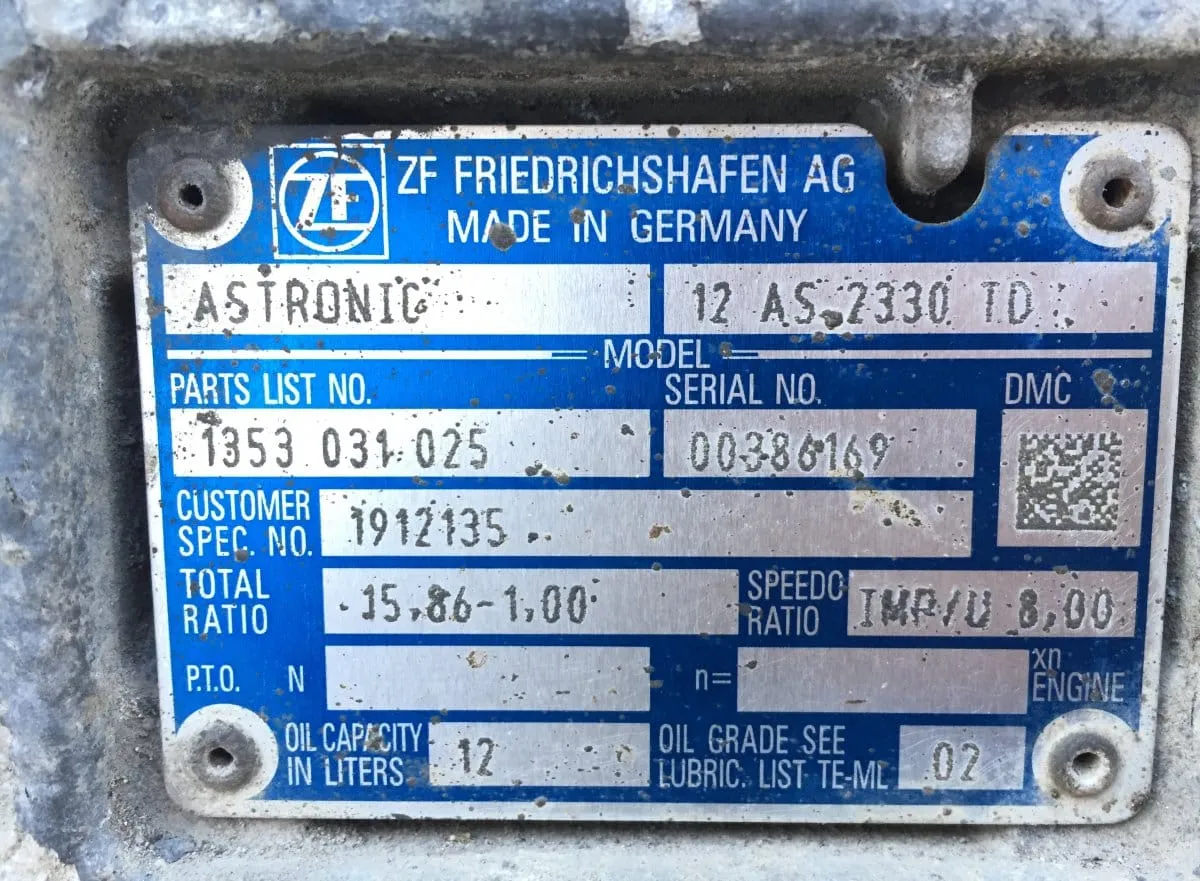 ZF
ZF FRIEDRICHSHAFEN AG
MADE IN GERMANY
ASTRONIC 12 AS 2330 TD
MODEL
PARTS LIST NO. SERIAL NO. DMC
1353 031 025 00386169
CUSTOMER
SPEC. NO. 1912135
TOTAL
RATIO 15,86-1,00 SPEEDO
RATIO IMP/U 8,00
P.T.O. N n= xn
ENGINE
OIL CAPACITY
IN LITERS 12 OIL GRADE SEE
LUBRIC. LIST TE-ML 02